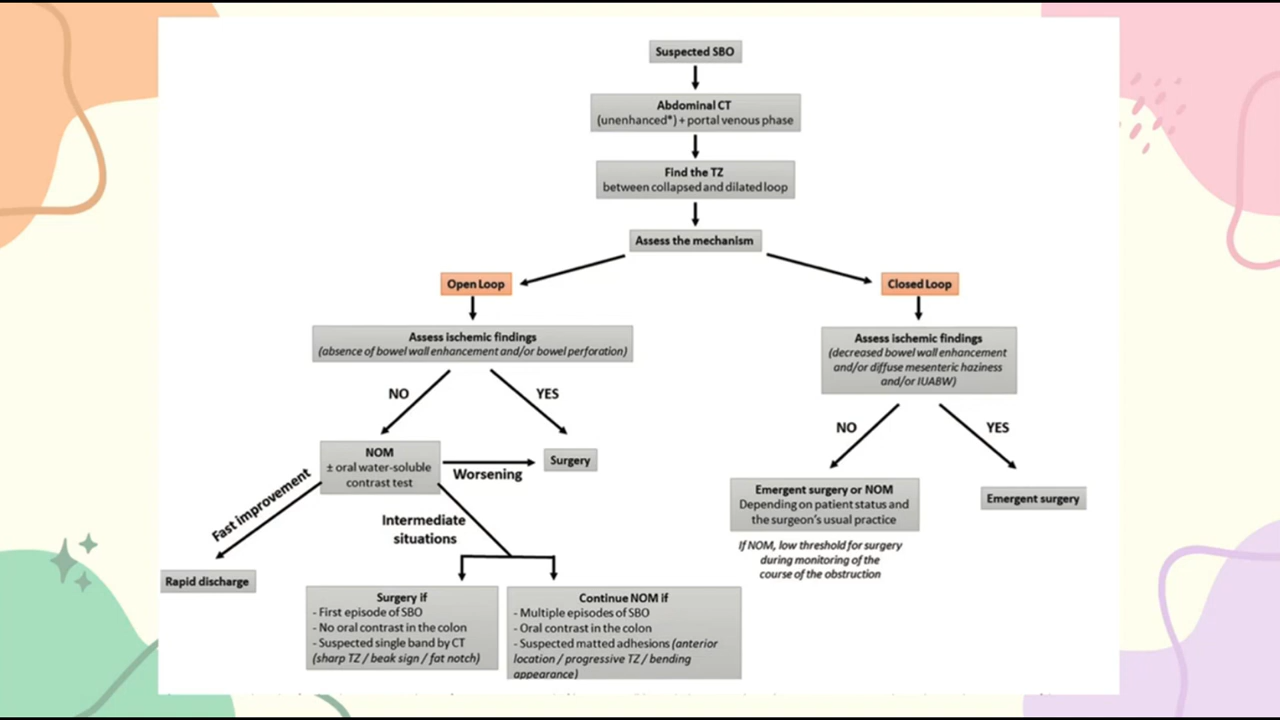 Suspected SBO
Abdominal CT
(unenhanced*) + portal venous phase
Find the TZ
between collapsed and dilated loop
Assess the mechanism
Open Loop
Closed Loop
Assess ischemic findings
(absence of bowel wall enhancement and/or bowel perforation)
Assess ischemic findings
(decreased bowel wall enhancement
and/or diffuse mesenteric haziness
and/or IUABW)
NO
YES
NO
YES
NOM
± oral water-soluble
contrast test
Worsening
Surgery
Fast improvement
Intermediate
situations
Emergent surgery or NOM
Depending on patient status and
the surgeon's usual practice
Emergent surgery
If NOM, low threshold for surgery
during monitoring of the
course of the obstruction
Rapid discharge
Surgery if
- First episode of SBO
- No oral contrast in the colon
- Suspected single band by CT
(sharp TZ / beak sign / fat notch)
Continue NOM if
- Multiple episodes of SBO
- Oral contrast in the colon
- Suspected matted adhesions (anterior
location / progressive TZ / bending
appearance)